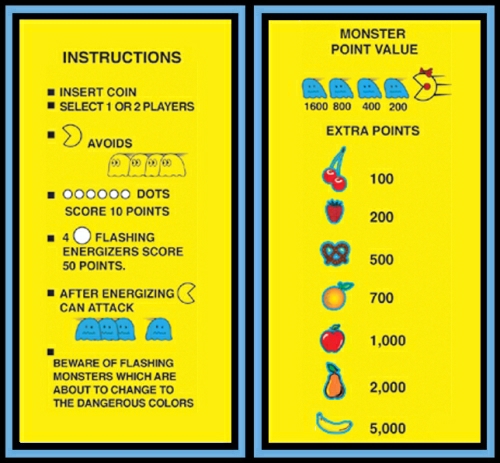 INSTRUCTIONS
INSERT COIN
SELECT 1 OR 2 PLAYERS
AVOIDS
DOTS
SCORE 10 POINTS
4 FLASHING
ENERGIZERS SCORE
50 POINTS.
AFTER ENERGIZING
CAN ATTACK
BEWARE OF FLASHING
MONSTERS WHICH ARE
ABOUT TO CHANGE TO
THE DANGEROUS COLORS
MONSTER
POINT VALUE
1600 800 400 200
EXTRA POINTS
100
200
500
700
1,000
2,000
5,000